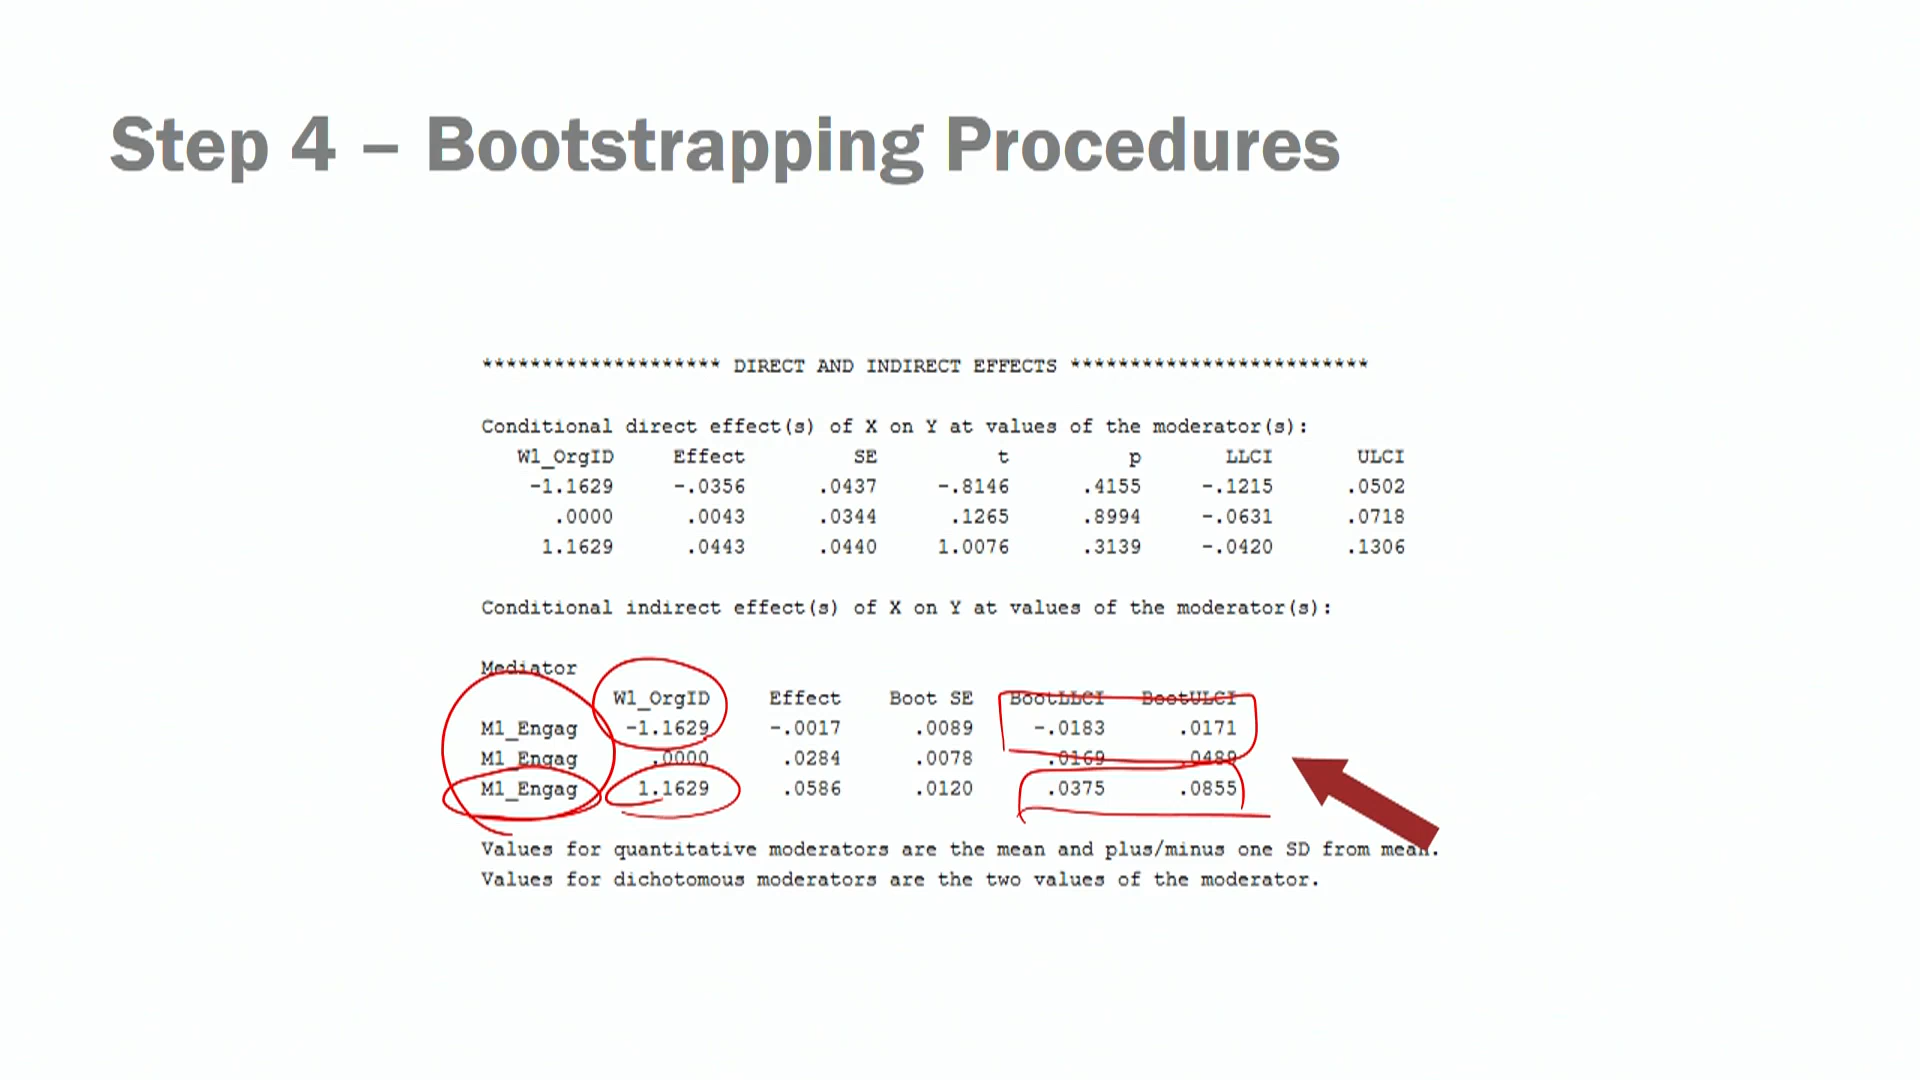 Step 4 – Bootstrapping Procedures
******************** DIRECT AND INDIRECT EFFECTS *************************
Conditional direct effect(s) of X on Y at values of the moderator(s):
W1_OrgID Effect SE t p LLCI ULCI
-1.1629 -.0356 .0437 -.8146 .4155 -.1215 .0502
.0000 .0043 .0344 .1265 .8994 -.0631 .0718
1.1629 .0443 .0440 1.0076 .3139 -.0420 .1306
Conditional indirect effect(s) of X on Y at values of the moderator(s):
Mediator
W1_OrgID Effect Boot SE BootLLCI BootULCI
M1_Engag -1.1629 -.0017 .0089 -.0183 .0171
M1_Engag .0000 .0284 .0078 .0169 .0489
M1_Engag 1.1629 .0586 .0120 .0375 .0855
Values for quantitative moderators are the mean and plus/minus one SD from mean.
Values for dichotomous moderators are the two values of the moderator.